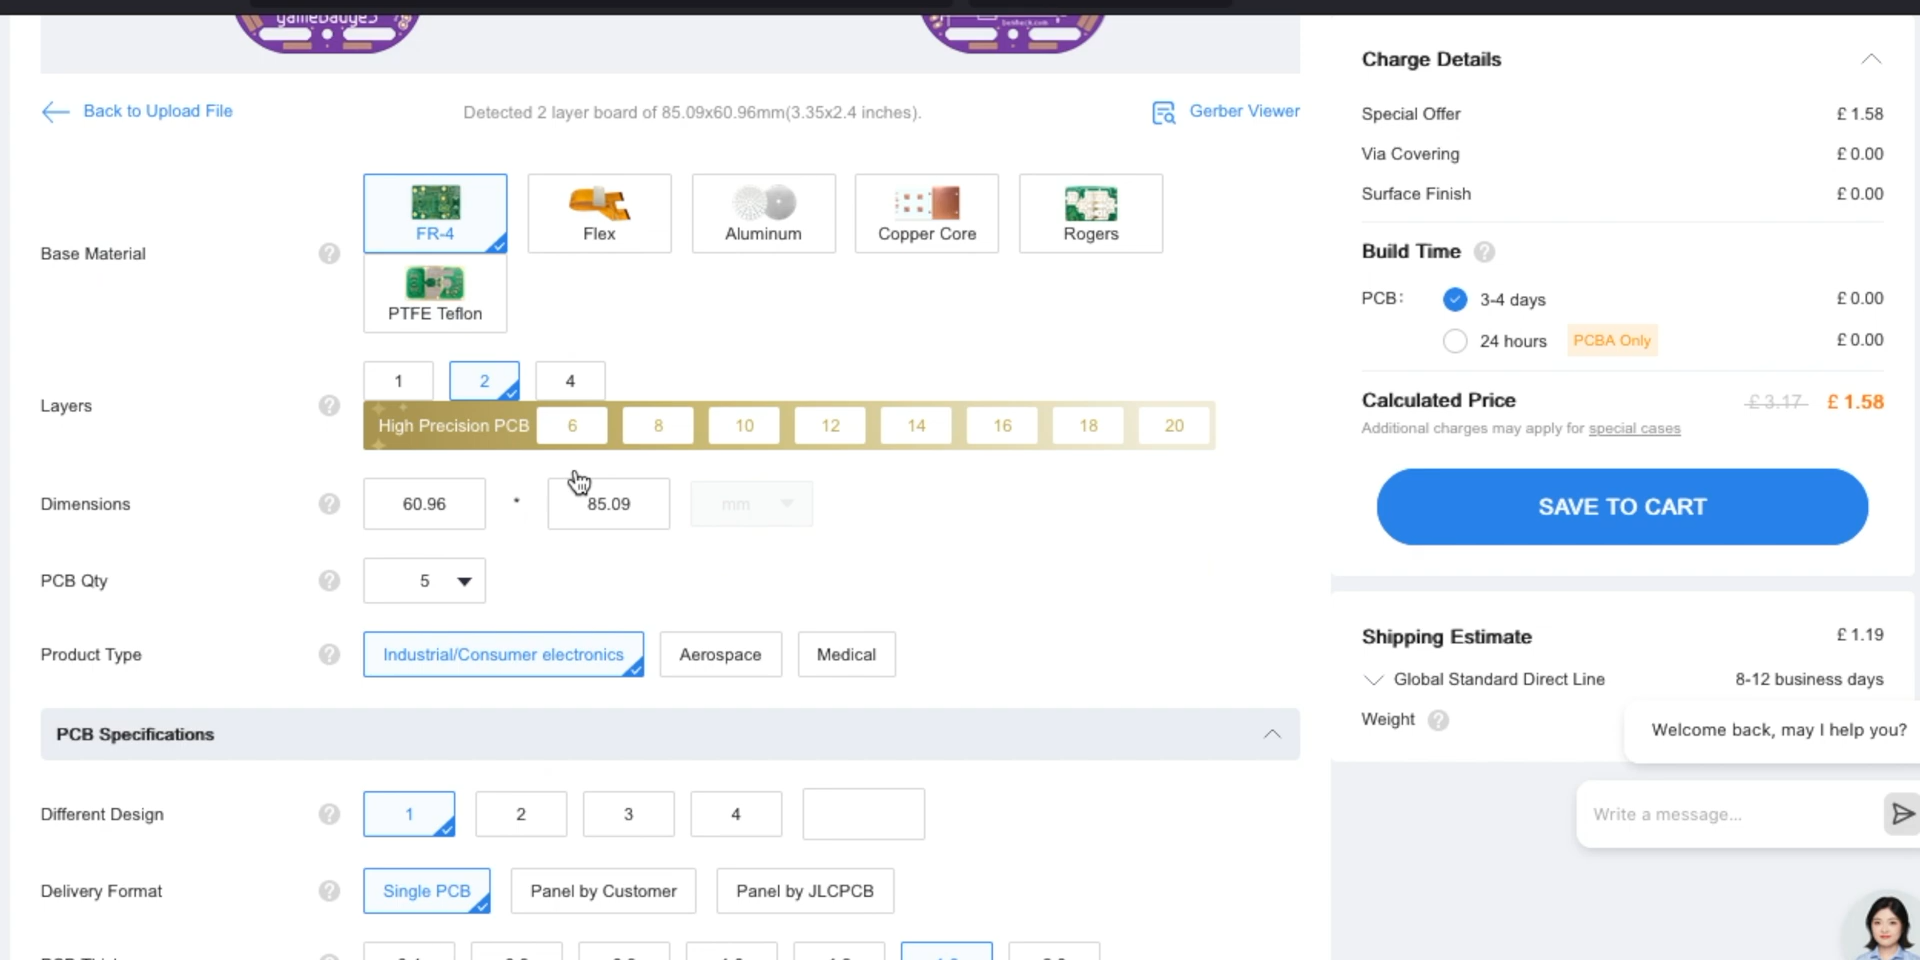 gamebadge3
Back to Upload File
Detected 2 layer board of 85.09x60.96mm(3.35x2.4 inches).
Gerber Viewer
Base Material
?
FR-4
Flex
Aluminum
Copper Core
Rogers
PTFE Teflon
Layers
?
1
2
4
High Precision PCB
6
8
10
12
14
16
18
20
Dimensions
?
60.96
*
85.09
mm
PCB Qty
?
5
Product Type
?
Industrial/Consumer electronics
Aerospace
Medical
PCB Specifications
Different Design
?
1
2
3
4
Delivery Format
?
Single PCB
Panel by Customer
Panel by JLCPCB
Charge Details
Special Offer
£ 1.58
Via Covering
£ 0.00
Surface Finish
£ 0.00
Build Time ?
PCB:
3-4 days
£ 0.00
24 hours
PCBA Only
£ 0.00
Calculated Price
£ 3.17
£ 1.58
Additional charges may apply for special cases
SAVE TO CART
Shipping Estimate
£ 1.19
Global Standard Direct Line
8-12 business days
Weight ?
Welcome back, may I help you?
Write a message...